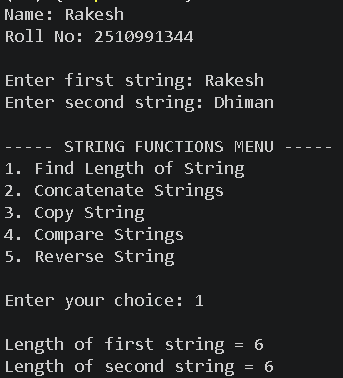 Name: Rakesh
Roll No: 2510991344
Enter first string: Rakesh
Enter second string: Dhiman
----- STRING FUNCTIONS MENU -----
1. Find Length of String
2. Concatenate Strings
3. Copy String
4. Compare Strings
5. Reverse String
Enter your choice: 1
Length of first string = 6
Length of second string = 6